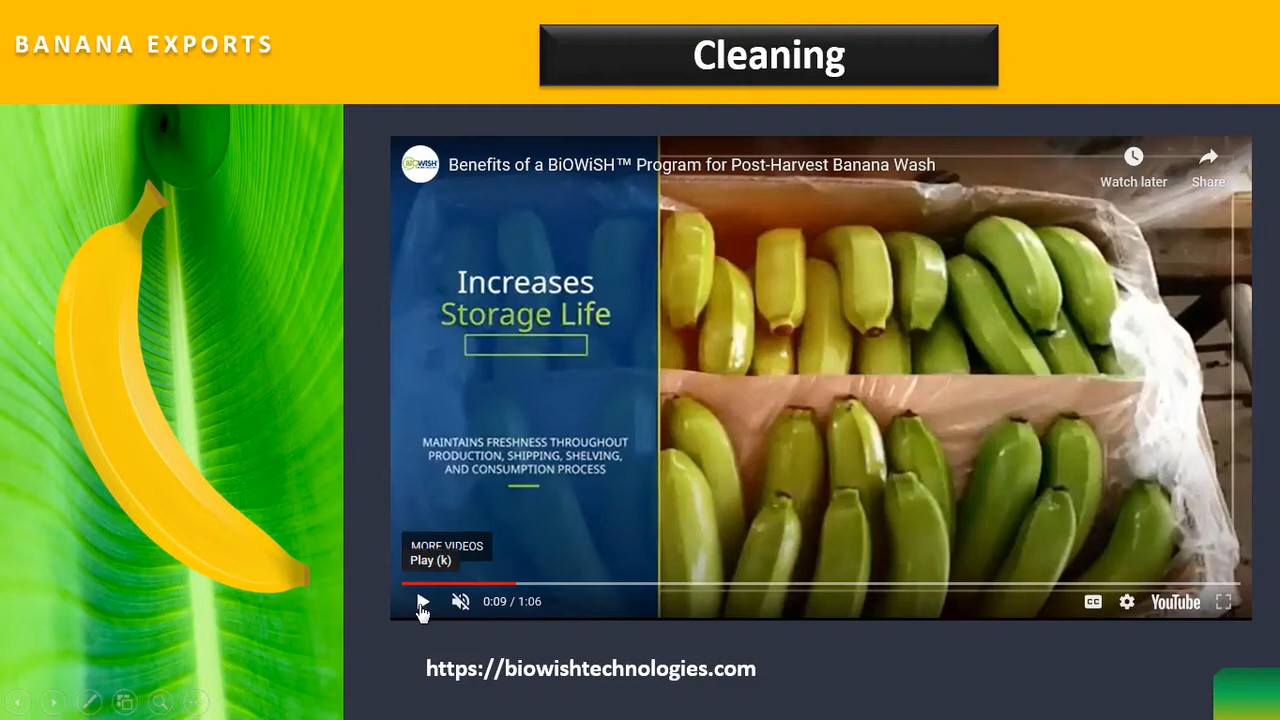 BANANA EXPORTS
Cleaning
BiOWiSH
Benefits of a BiOWiSH™ Program for Post-Harvest Banana Wash
Watch later
Share
Increases
Storage Life
MAINTAINS FRESHNESS THROUGHOUT
PRODUCTION, SHIPPING, SHELVING,
AND CONSUMPTION PROCESS
MORE VIDEOS
Play (k)
0:09 / 1:06
CC
YouTube
https://biowishtechnologies.com